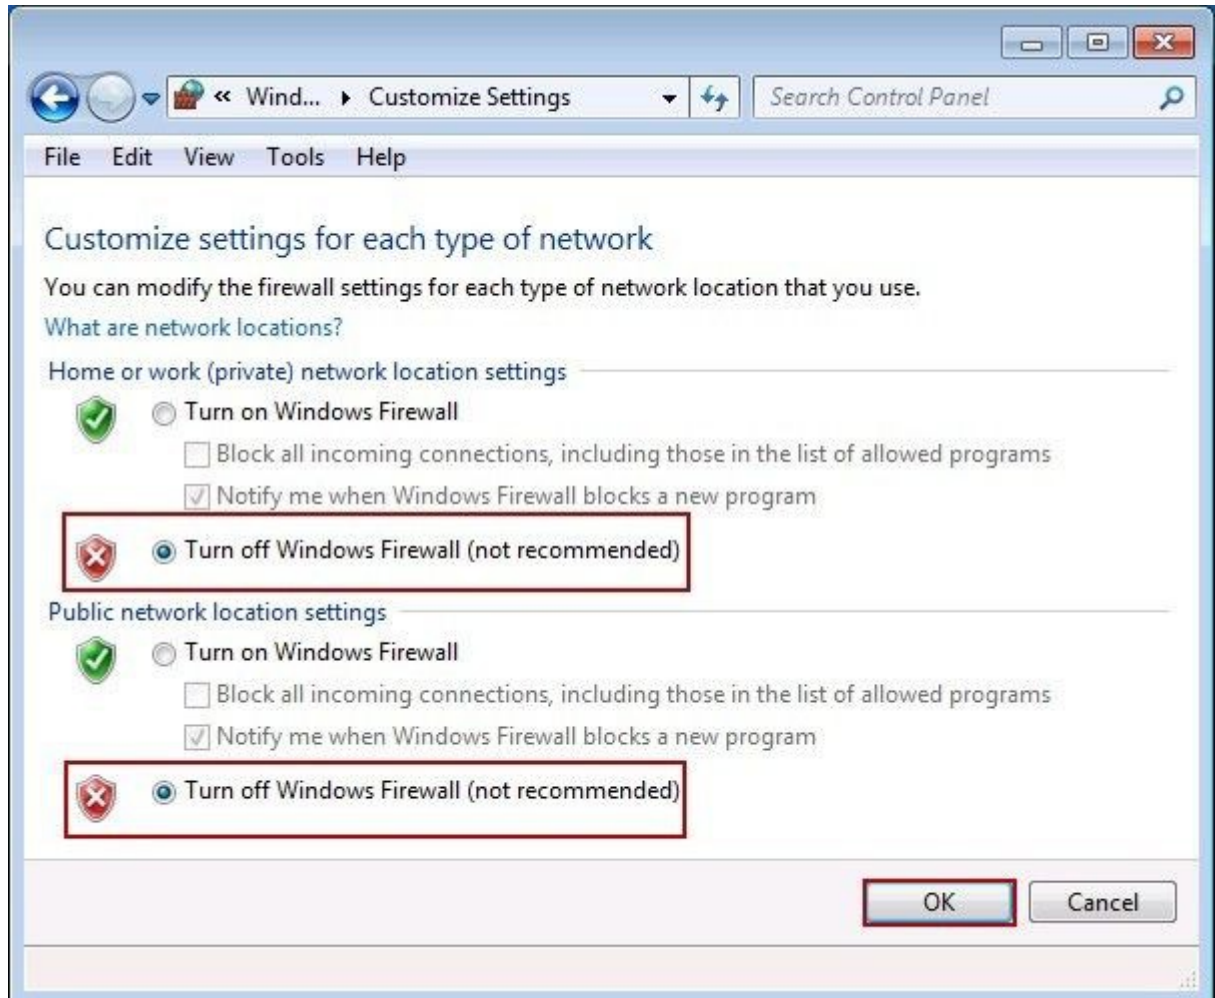 « Wind... ▸ Customize Settings
Search Control Panel
File Edit View Tools Help
Customize settings for each type of network
You can modify the firewall settings for each type of network location that you use.
What are network locations?
Home or work (private) network location settings
Turn on Windows Firewall
Block all incoming connections, including those in the list of allowed programs
Notify me when Windows Firewall blocks a new program
Turn off Windows Firewall (not recommended)
Public network location settings
Turn on Windows Firewall
Block all incoming connections, including those in the list of allowed programs
Notify me when Windows Firewall blocks a new program
Turn off Windows Firewall (not recommended)
OK Cancel